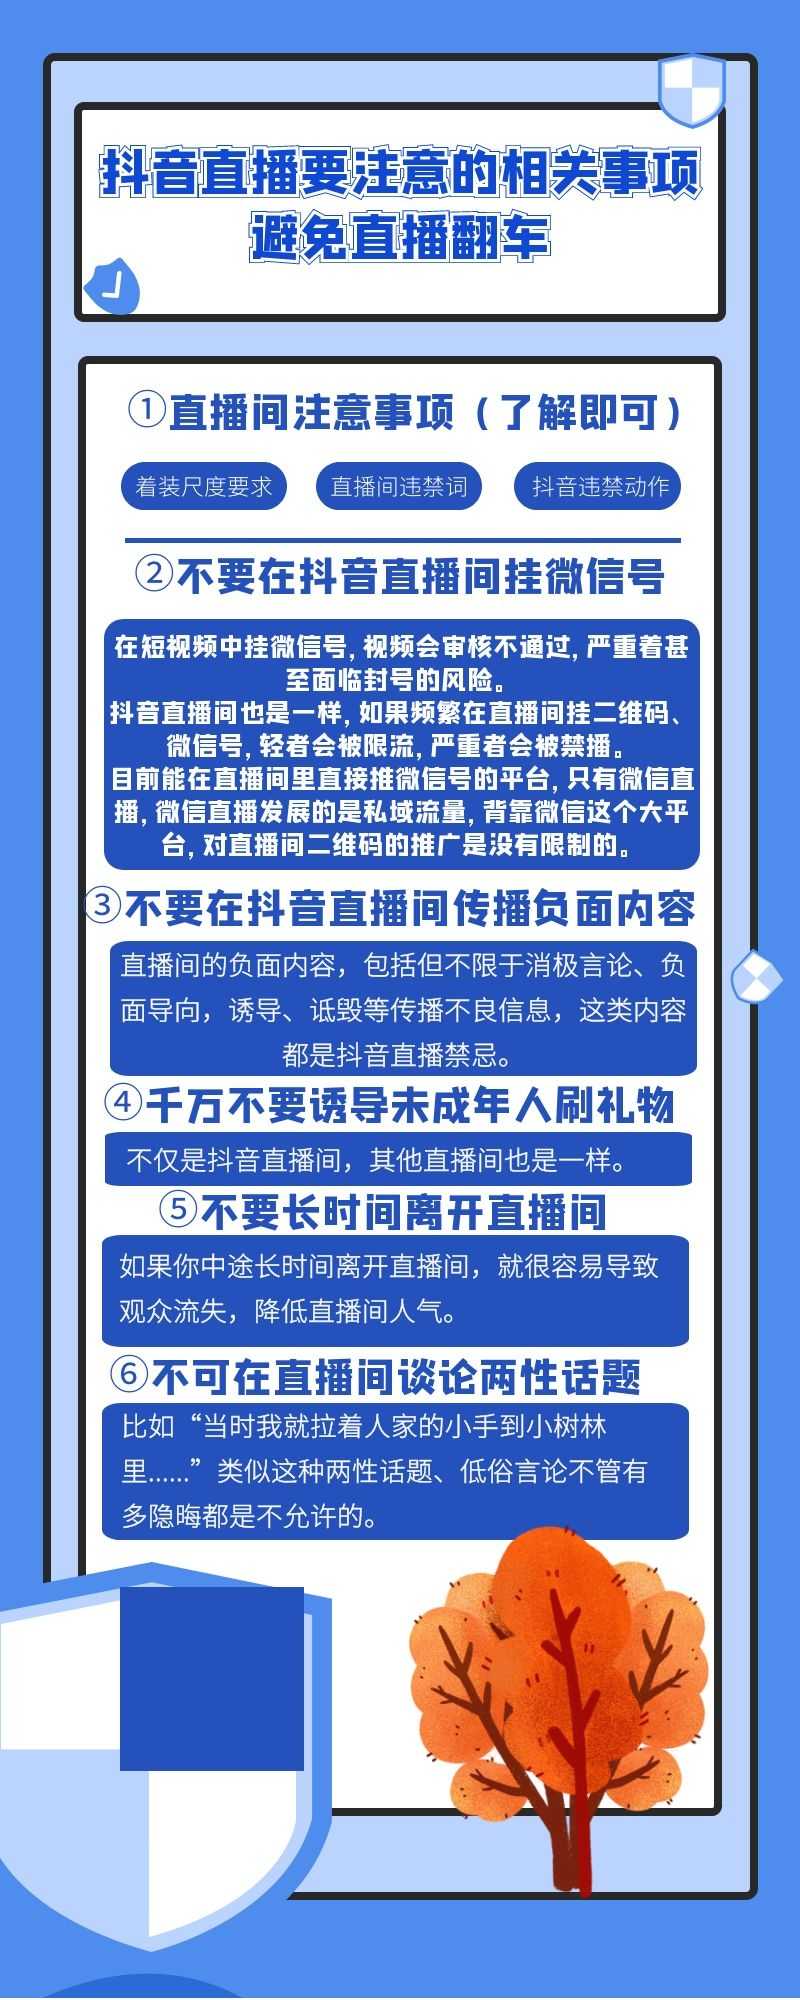 抖音直播要注意的相关事项
避免直播翻车
①直播间注意事项（了解即可）
着装尺度要求
直播间违禁词
抖音违禁动作
②不要在抖音直播间挂微信号
在短视频中挂微信号,视频会审核不通过,严重着甚
至面临封号的风险。
抖音直播间也是一样,如果频繁在直播间挂二维码、
微信号,轻者会被限流,严重者会被禁播。
目前能在直播间里直接推微信号的平台,只有微信直
播,微信直播发展的是私域流量,背靠微信这个大平
台,对直播间二维码的推广是没有限制的。
③不要在抖音直播间传播负面内容
直播间的负面内容，包括但不限于消极言论、负
面导向，诱导、诋毁等传播不良信息，这类内容
都是抖音直播禁忌。
④千万不要诱导未成年人刷礼物
不仅是抖音直播间，其他直播间也是一样。
⑤不要长时间离开直播间
如果你中途长时间离开直播间，就很容易导致
观众流失，降低直播间人气。
⑥不可在直播间谈论两性话题
比如“当时我就拉着人家的小手到小树林
里......”类似这种两性话题、低俗言论不管有
多隐晦都是不允许的。